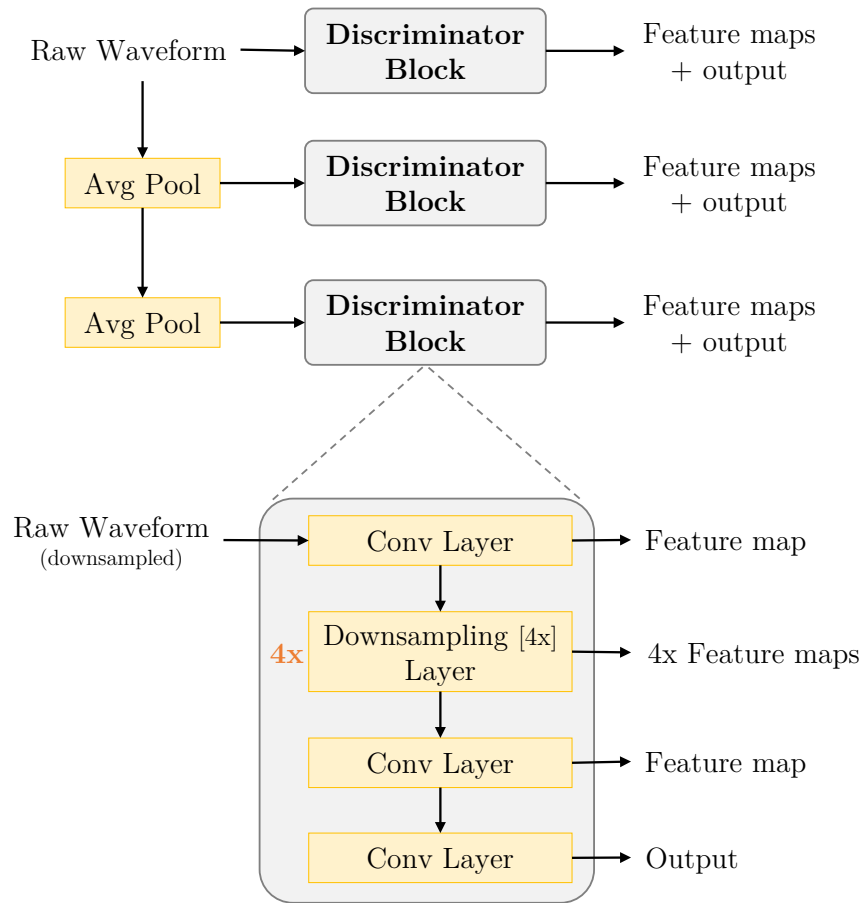 Raw Waveform
Discriminator
Block
Feature maps
+ output
Avg Pool
Discriminator
Block
Feature maps
+ output
Avg Pool
Discriminator
Block
Feature maps
+ output
Raw Waveform
(downsampled)
Conv Layer
Feature map
4x
Downsampling [4x]
Layer
4x Feature maps
Conv Layer
Feature map
Conv Layer
Output